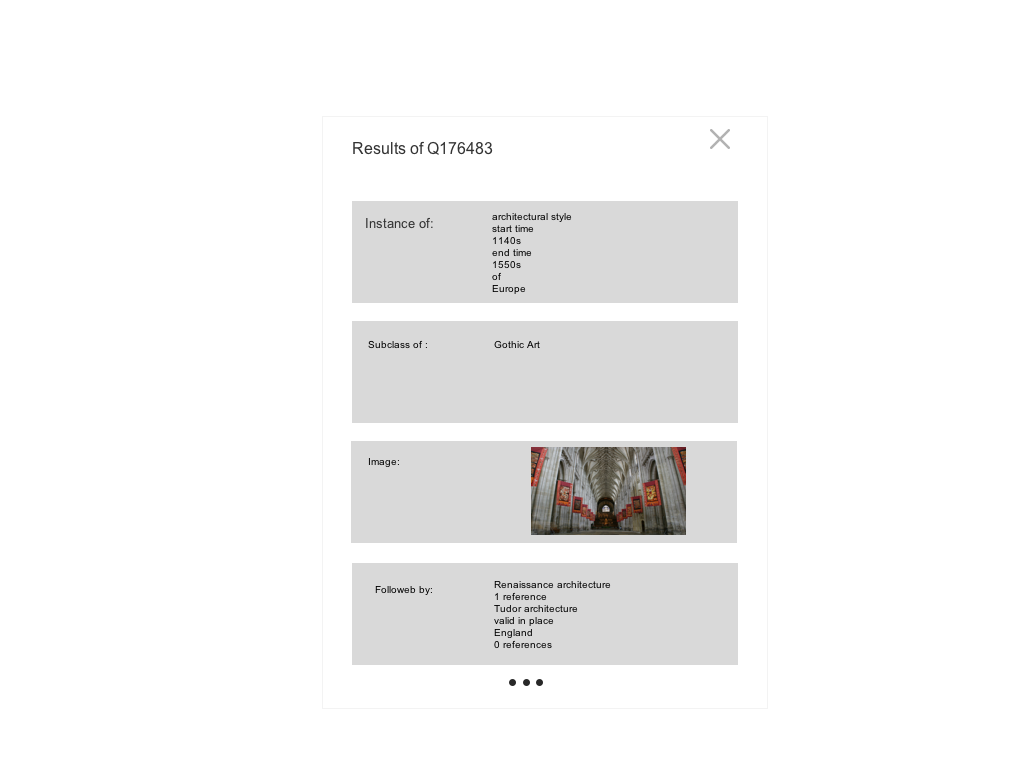 Results of Q176483
Instance of:
architectural style
start time
1140s
end time
1550s
of
Europe
Subclass of :
Gothic Art
Image:
Followeb by:
Renaissance architecture
1 reference
Tudor architecture
valid in place
England
0 references